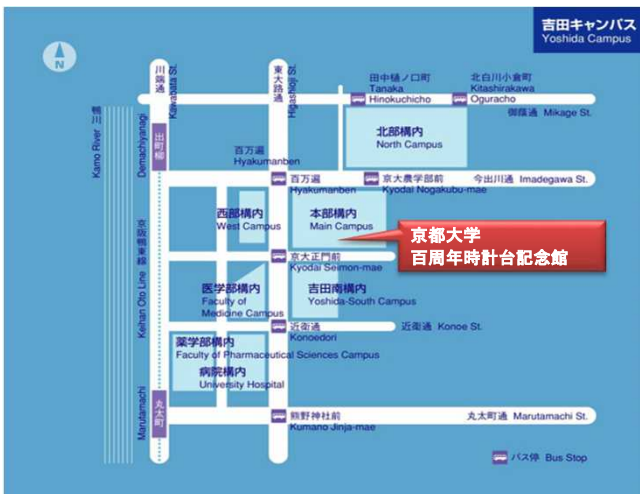 吉田キャンパス
Yoshida Campus
N
川端通
Kawabata St.
東大路通
Higashioji St.
田中樋ノ口町
Tanaka
Hinokuchicho
北白川小倉町
Kitashirakawa
Oguracho
御蔭通 Mikage St.
鴨川
Kamo River
出町柳
Demachiyanagi
北部構内
North Campus
百万遍
Hyakumanben
百万遍
Hyakumanben
京大農学部前
Kyodai Nogakubu-mae
今出川通 Imadegawa St.
西部構内
West Campus
本部構内
Main Campus
京都大学
百周年時計台記念館
京大正門前
Kyodai Seimon-mae
京阪鴨東線
Keihan Oto Line
医学部構内
Faculty of
Medicine Campus
吉田南構内
Yoshida-South Campus
近衛通
Konoedori
近衛通 Konoe St.
薬学部構内
Faculty of Pharmaceutical Sciences Campus
病院構内
University Hospital
丸太町
Marutamachi
熊野神社前
Kumano Jinja-mae
丸太町通 Marutamachi St.
バス停 Bus Stop